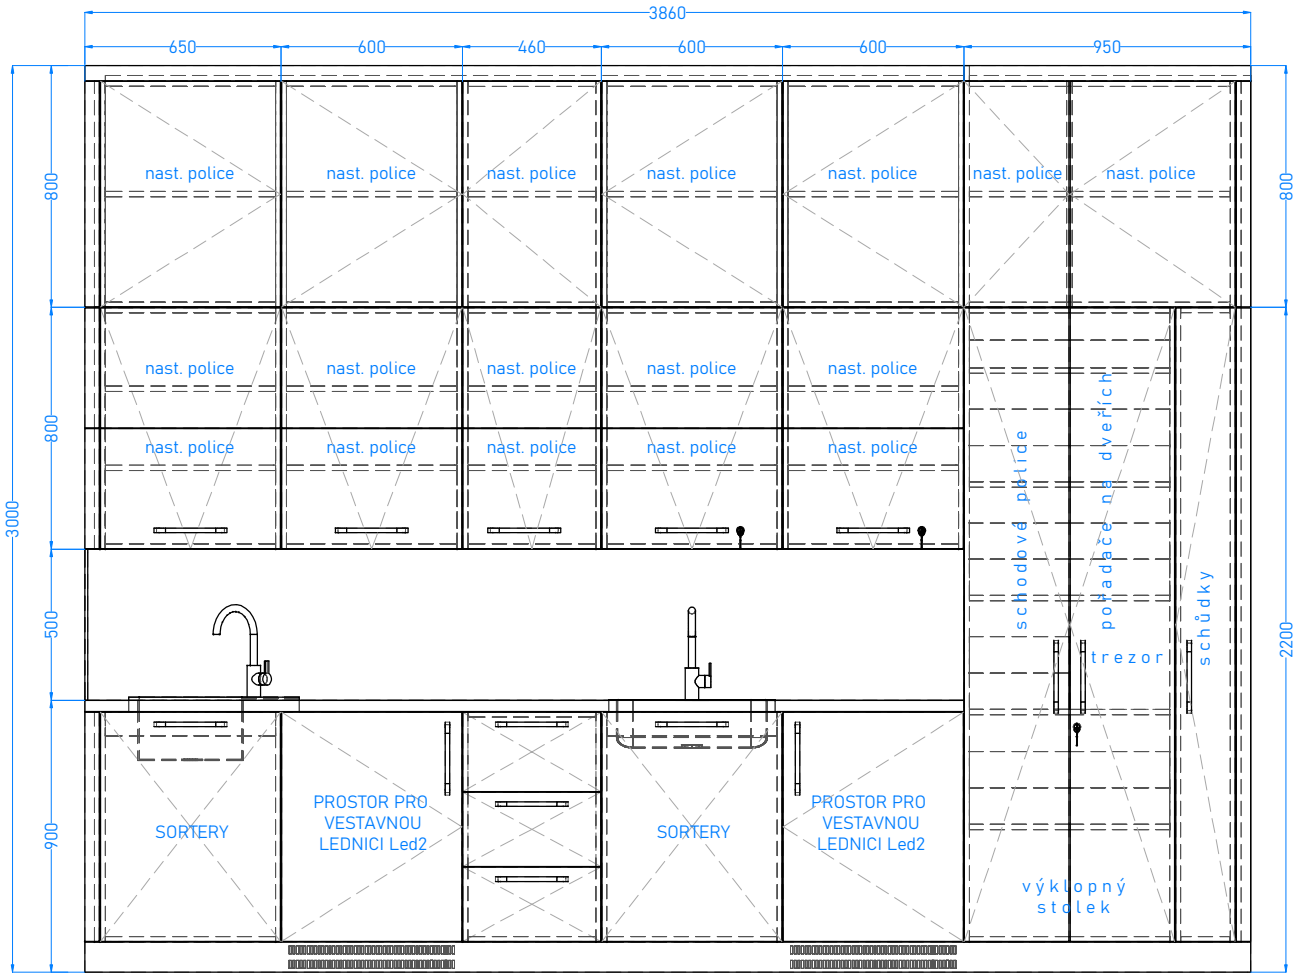 3860
650 600 460 600 600 950
nast. police nast. police nast. police nast. police nast. police nast. police nast. police
800 800
nast. police nast. police nast. police nast. police nast. police
800
nast. police nast. police nast. police nast. police nast. police
schodové police
pořadače na dveřích
3000
500
schůdky
2200
trezor
PROSTOR PRO
VESTAVNOU
LEDNICI Led2
PROSTOR PRO
VESTAVNOU
LEDNICI Led2
SORTERY SORTERY
900
výklopný
stolek